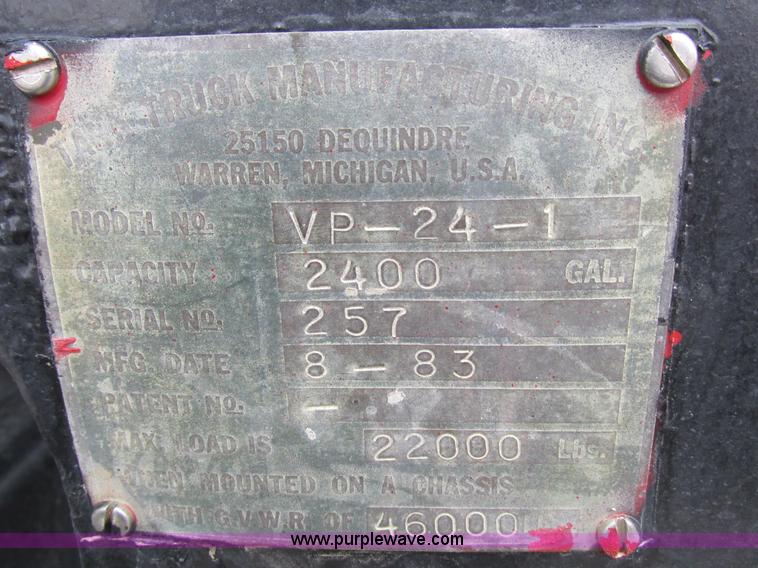 TANK TRUCK MANUFACTURING INC.
25150 DEQUINDRE
WARREN, MICHIGAN, U.S.A.
MODEL NO. VP-24-1
CAPACITY 2400 GAL.
SERIAL NO. 257
MFG. DATE 8-83
PATENT NO. -
MAX. LOAD IS 22000 Lbs.
WHEN MOUNTED ON A CHASSIS
WITH G.V.W.R. OF 46000
www.purplewave.com